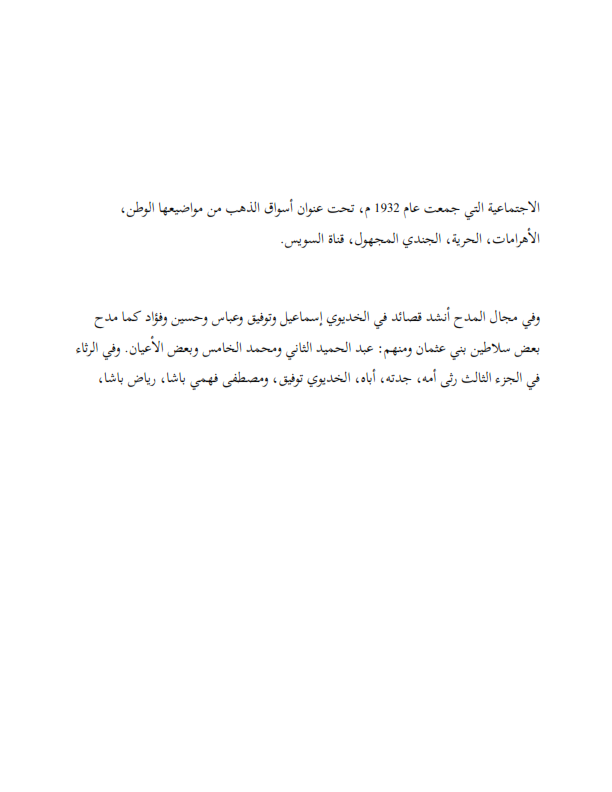 الاجتماعية التي جمعت عام 1932 م، تحت عنوان أسواق الذهب من مواضيعها الوطن،
الأهرامات، الحرية، الجندي المجهول، قناة السويس.
وفي مجال المدح أنشد قصائد في الخديوي إسماعيل وتوفيق وعباس وحسين وفؤاد كما مدح
بعض سلاطين بني عثمان ومنهم: عبد الحميد الثاني ومحمد الخامس وبعض الأعيان. وفي الرثاء
في الجزء الثالث رثى أمه، جدته، أباه، الخديوي توفيق، ومصطفى فهمي باشا، رياض باشا،